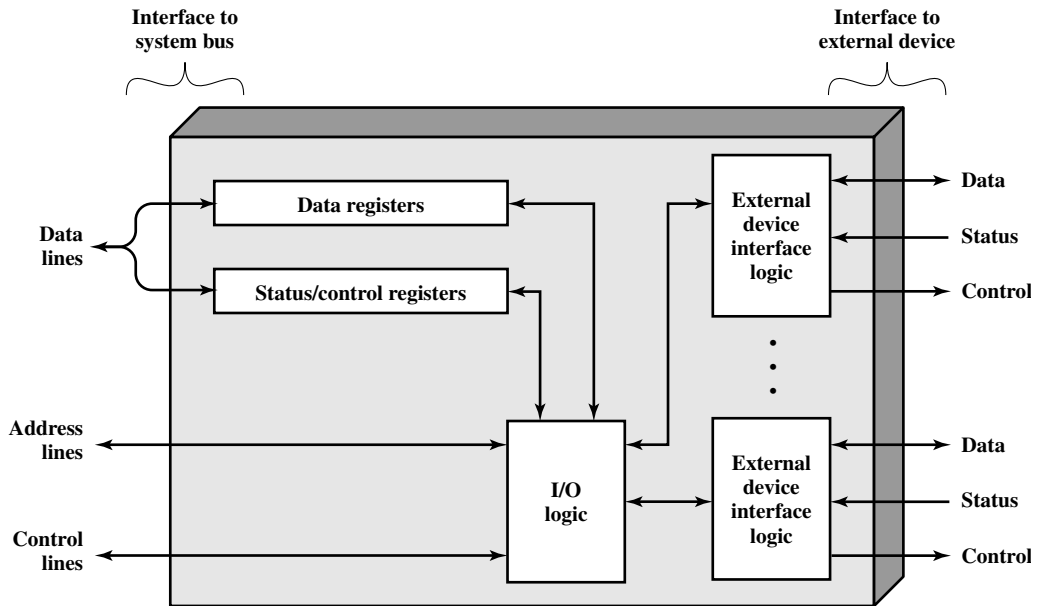 Interface to
system bus
Interface to
external device
Data registers
Status/control registers
Data
lines
Address
lines
Control
lines
I/O
logic
External
device
interface
logic
Data
Status
Control
External
device
interface
logic
Data
Status
Control